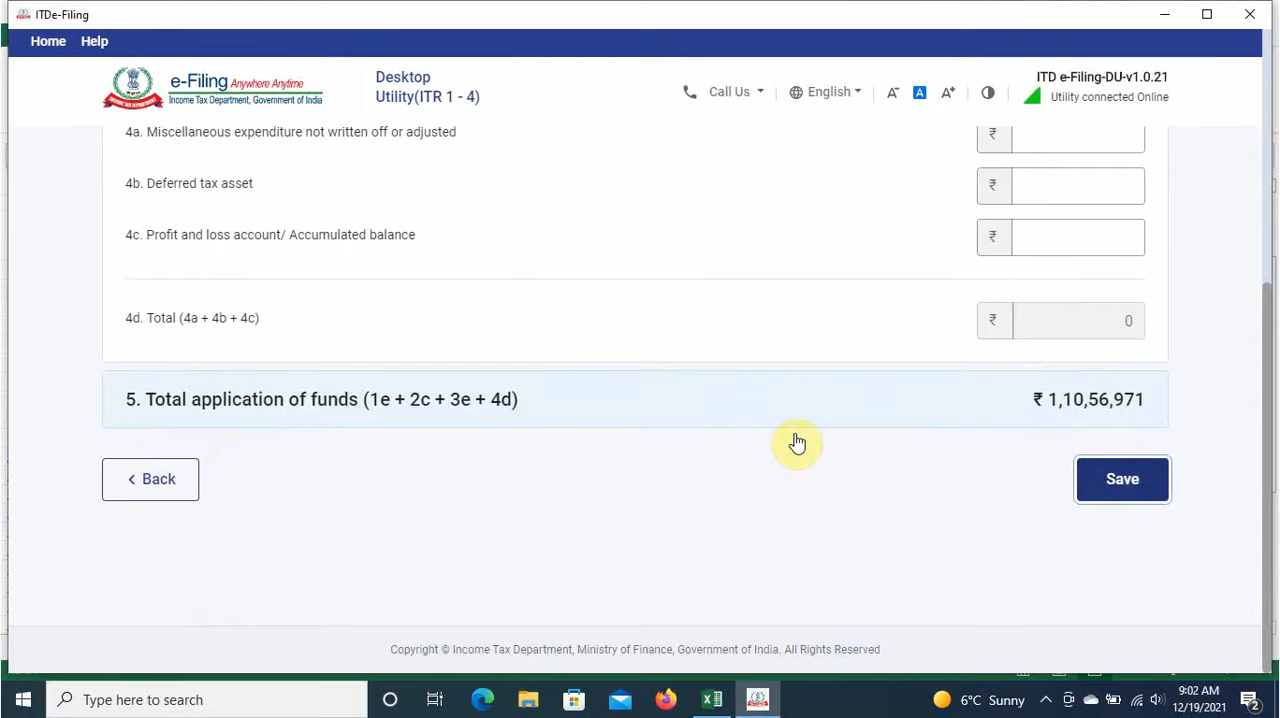 ITDe-Filing
Home Help
e-Filing Anywhere Anytime
Income Tax Department, Government of India
Desktop
Utility(ITR 1 - 4)
Call Us
English
A-
A
A+
ITD e-Filing-DU-v1.0.21
Utility connected Online
4a. Miscellaneous expenditure not written off or adjusted
₹
4b. Deferred tax asset
₹
4c. Profit and loss account/ Accumulated balance
₹
4d. Total (4a + 4b + 4c)
₹ 0
5. Total application of funds (1e + 2c + 3e + 4d)
₹ 1,10,56,971
< Back
Save
Copyright © Income Tax Department, Ministry of Finance, Government of India. All Rights Reserved
Type here to search
6°C Sunny
9:02 AM
12/19/2021
2